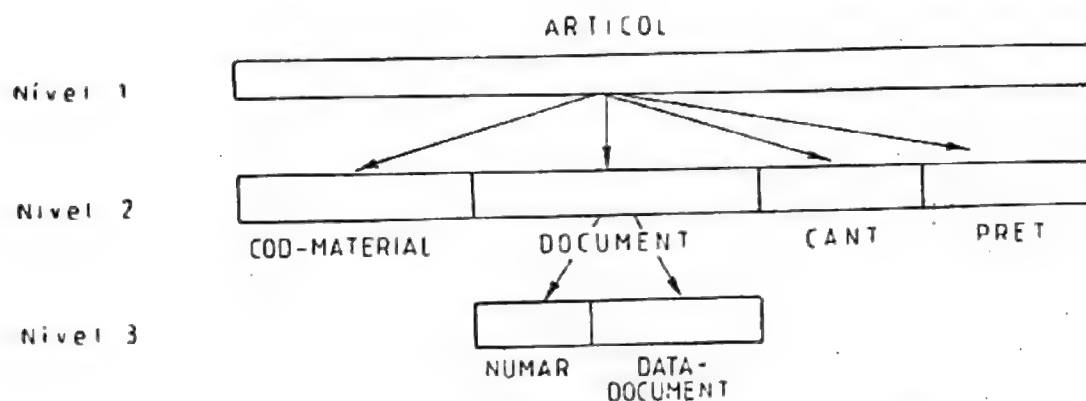 ARTICOL
Nivel 1
Nivel 2
COD-MATERIAL DOCUMENT CANT PRET
Nivel 3
NUMAR DATA-
DOCUMENT